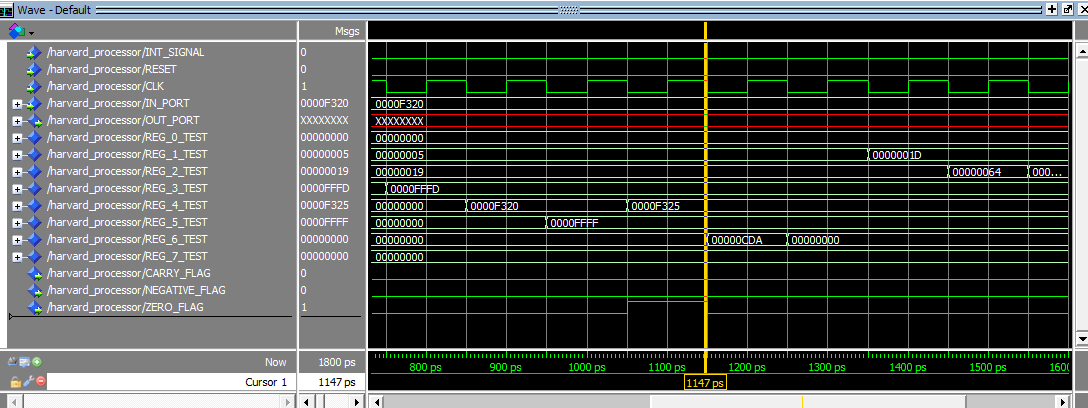 Wave - Default
Msgs
/harvard_processor/INT_SIGNAL 0
/harvard_processor/RESET 0
/harvard_processor/CLK 1
/harvard_processor/IN_PORT 0000F320 0000F320
/harvard_processor/OUT_PORT XXXXXXXX XXXXXXXX
/harvard_processor/REG_0_TEST 00000000 00000000
/harvard_processor/REG_1_TEST 00000005 00000005 0000001D
/harvard_processor/REG_2_TEST 00000019 00000019 00000064 000...
/harvard_processor/REG_3_TEST 0000FFFD 0000FFFD
/harvard_processor/REG_4_TEST 0000F325 00000000 0000F320 0000F325
/harvard_processor/REG_5_TEST 0000FFFF 00000000 0000FFFF
/harvard_processor/REG_6_TEST 00000000 00000000 00000CDA 00000000
/harvard_processor/REG_7_TEST 00000000 00000000
/harvard_processor/CARRY_FLAG 0
/harvard_processor/NEGATIVE_FLAG 0
/harvard_processor/ZERO_FLAG 1
Now 1800 ps 800 ps 900 ps 1000 ps 1100 ps 1200 ps 1300 ps 1400 ps 1500 ps 1600
Cursor 1 1147 ps 1147 ps